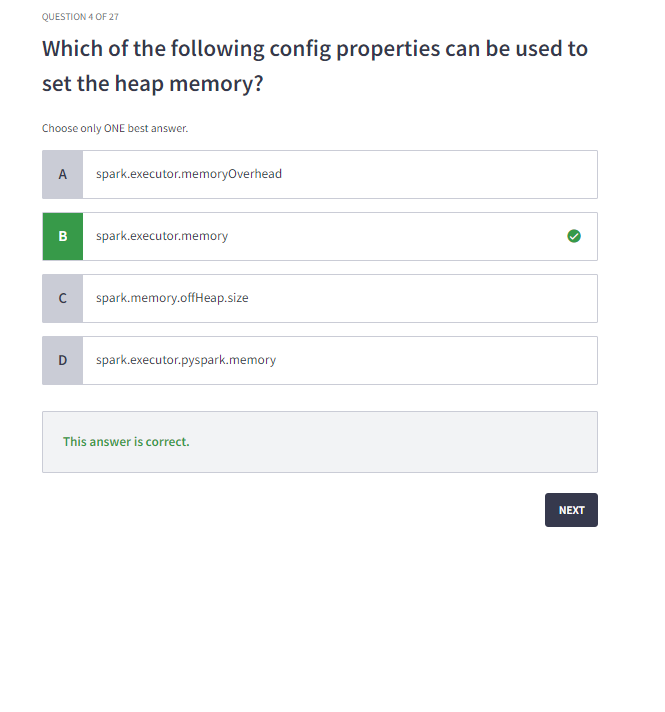 QUESTION 4 OF 27
Which of the following config properties can be used to
set the heap memory?
Choose only ONE best answer.
A spark.executor.memoryOverhead
B spark.executor.memory
C spark.memory.offHeap.size
D spark.executor.pyspark.memory
This answer is correct.
NEXT